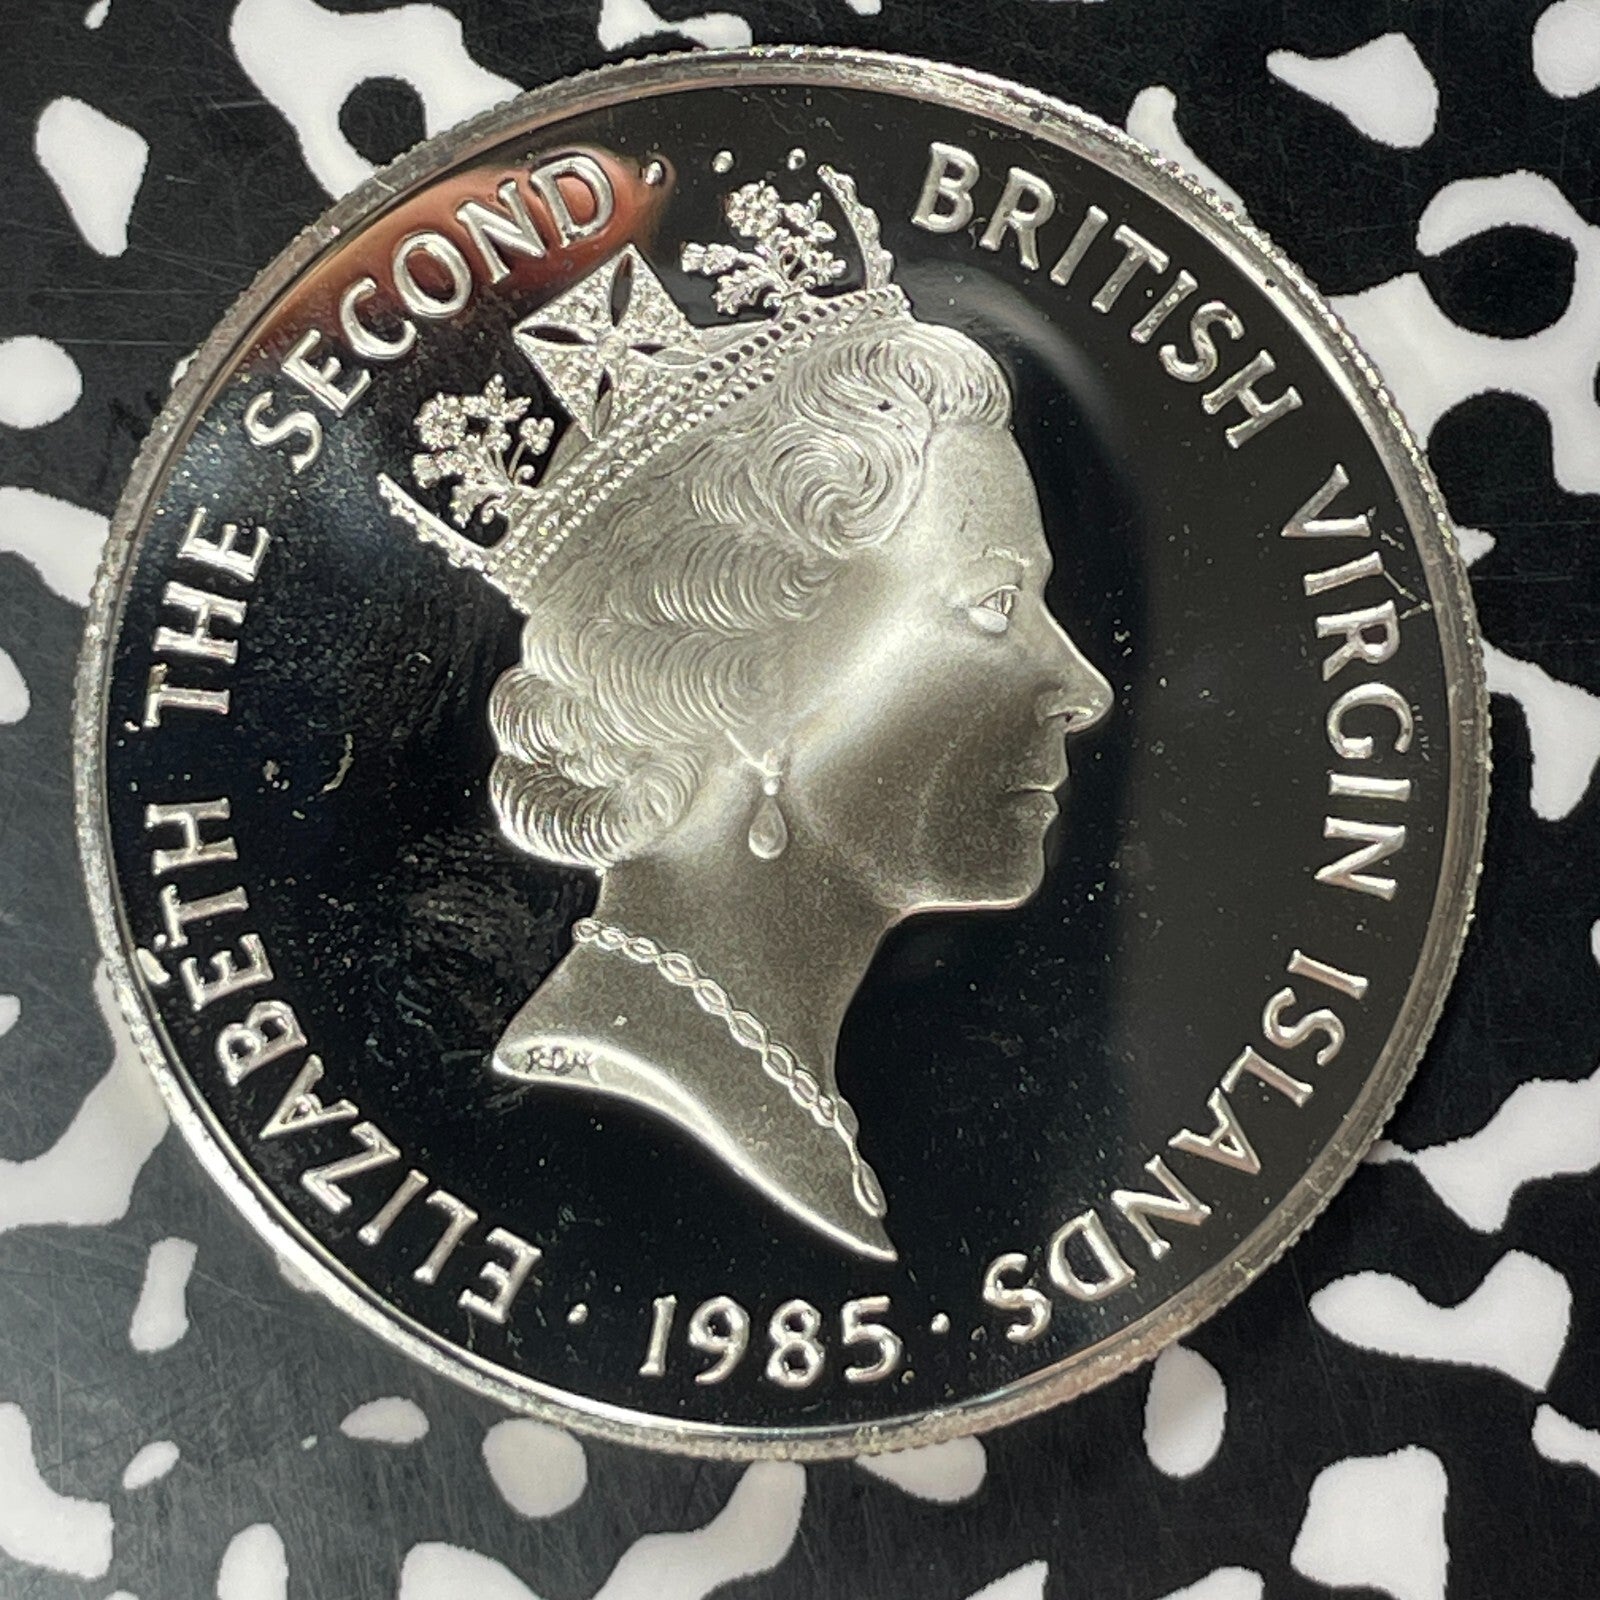 ELIZABETH THE SECOND · BRITISH VIRGIN ISLANDS
· 1985 ·
RDM